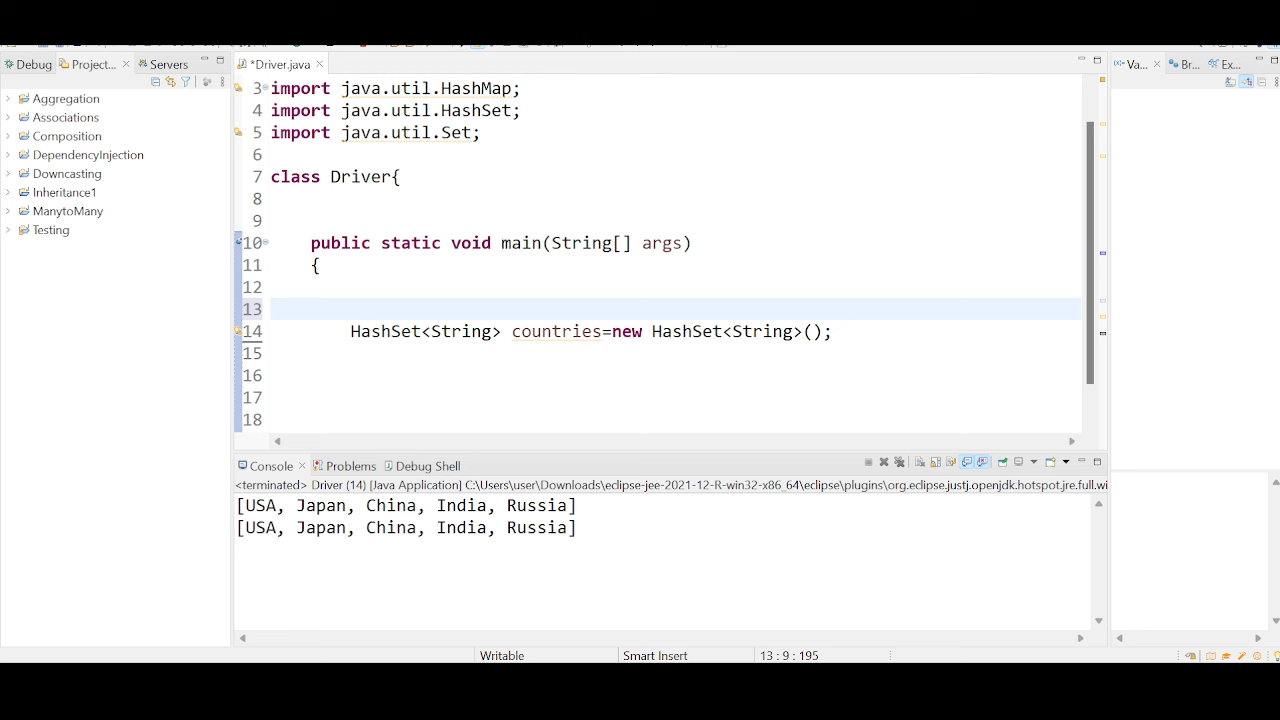 Debug Project... Servers
*Driver.java
Va... Br... Ex...
Aggregation
Associations
Composition
DependencyInjection
Downcasting
Inheritance1
ManytoMany
Testing
3 import java.util.HashMap;
4 import java.util.HashSet;
5 import java.util.Set;
6
7 class Driver{
8
9
10 public static void main(String[] args)
11 {
12
13
14 HashSet<String> countries=new HashSet<String>();
15
16
17
18
Console Problems Debug Shell
<terminated> Driver (14) [Java Application] C:\Users\user\Downloads\eclipse-jee-2021-12-R-win32-x86_64\eclipse\plugins\org.eclipse.justj.openjdk.hotspot.jre.full.wi
[USA, Japan, China, India, Russia]
[USA, Japan, China, India, Russia]
Writable Smart Insert 13 : 9 : 195